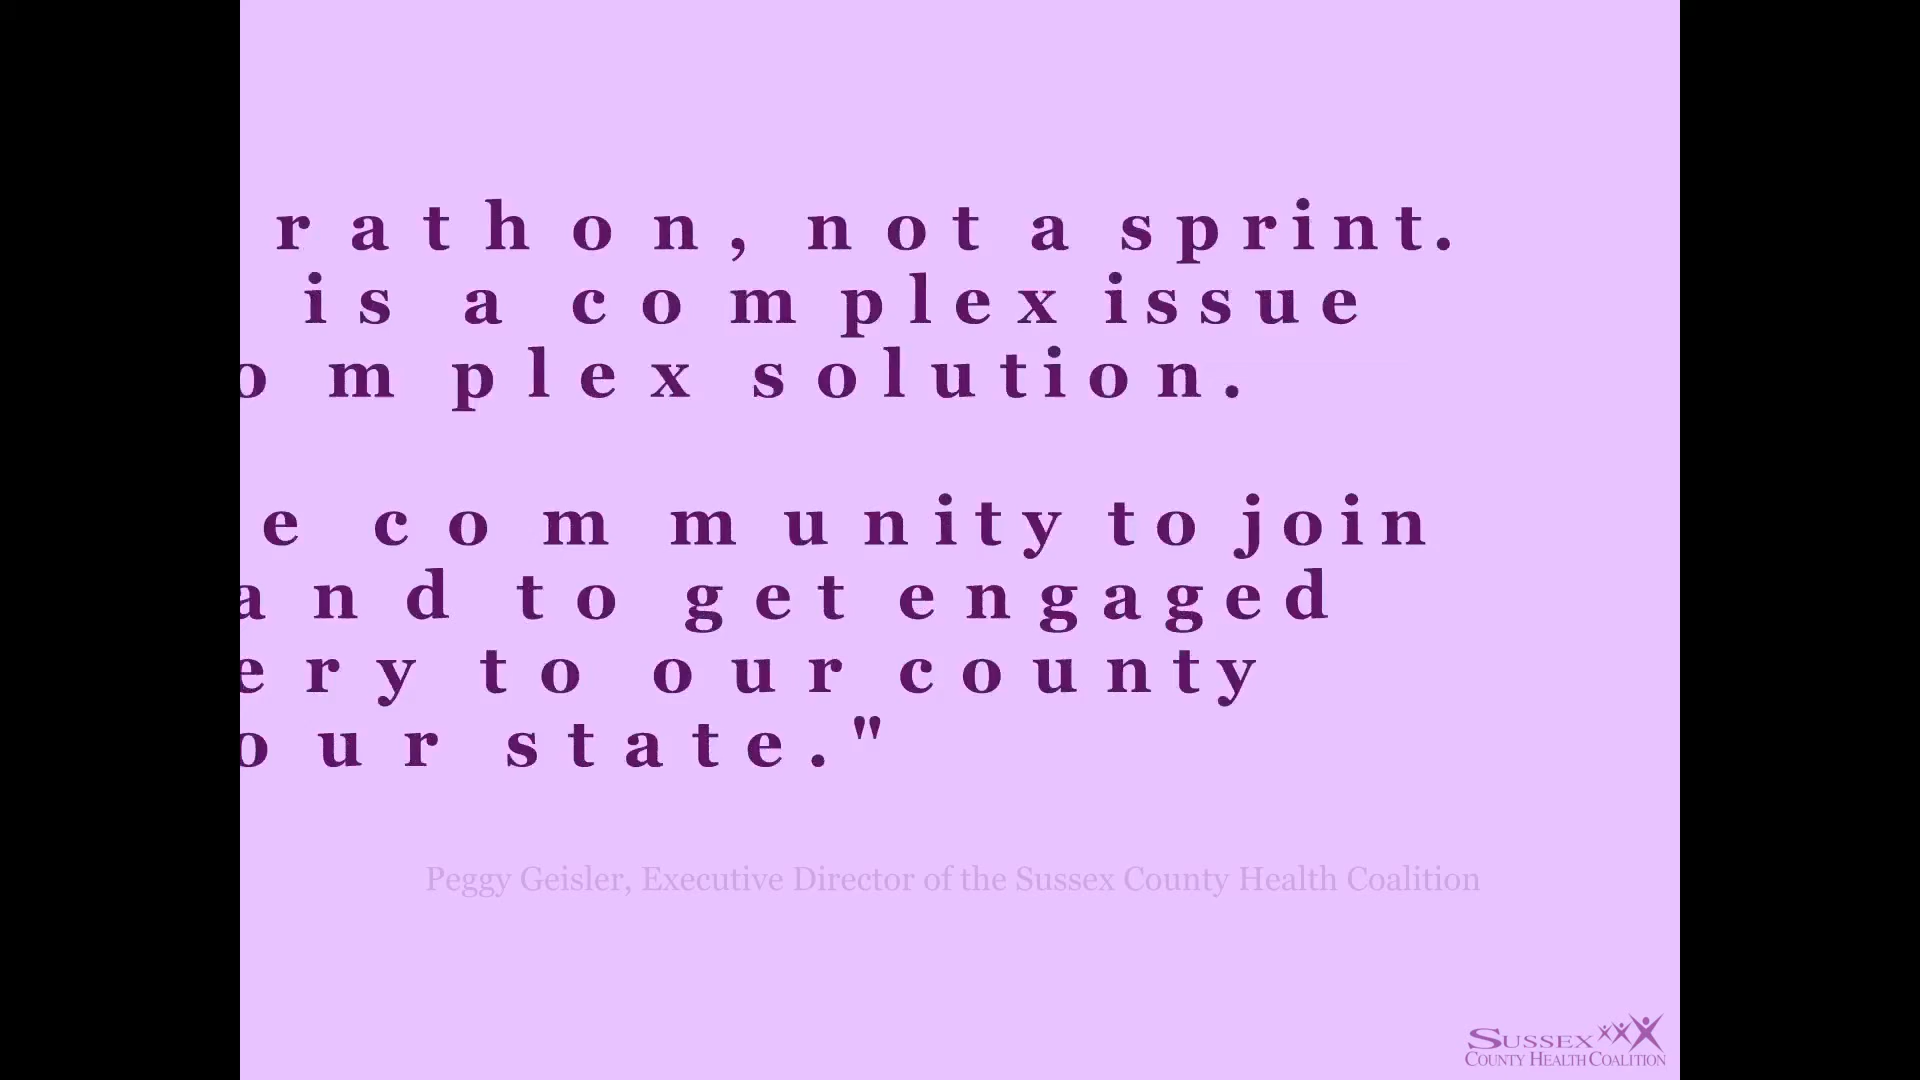 rathon, not a sprint.
is a complex issue
omplex solution.
e community to join
and to get engaged
ery to our county
our state."
Peggy Geisler, Executive Director of the Sussex County Health Coalition
SUSSEX
COUNTY HEALTH COALITION